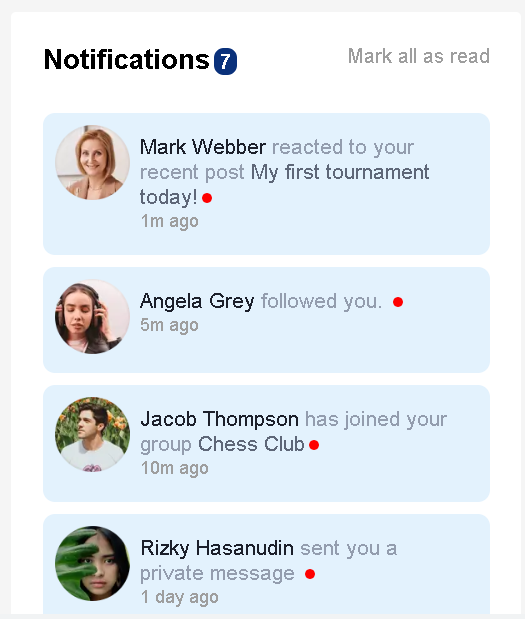 Notifications 7
Mark all as read
Mark Webber reacted to your
recent post My first tournament
today!
1m ago
Angela Grey followed you.
5m ago
Jacob Thompson has joined your
group Chess Club
10m ago
Rizky Hasanudin sent you a
private message
1 day ago